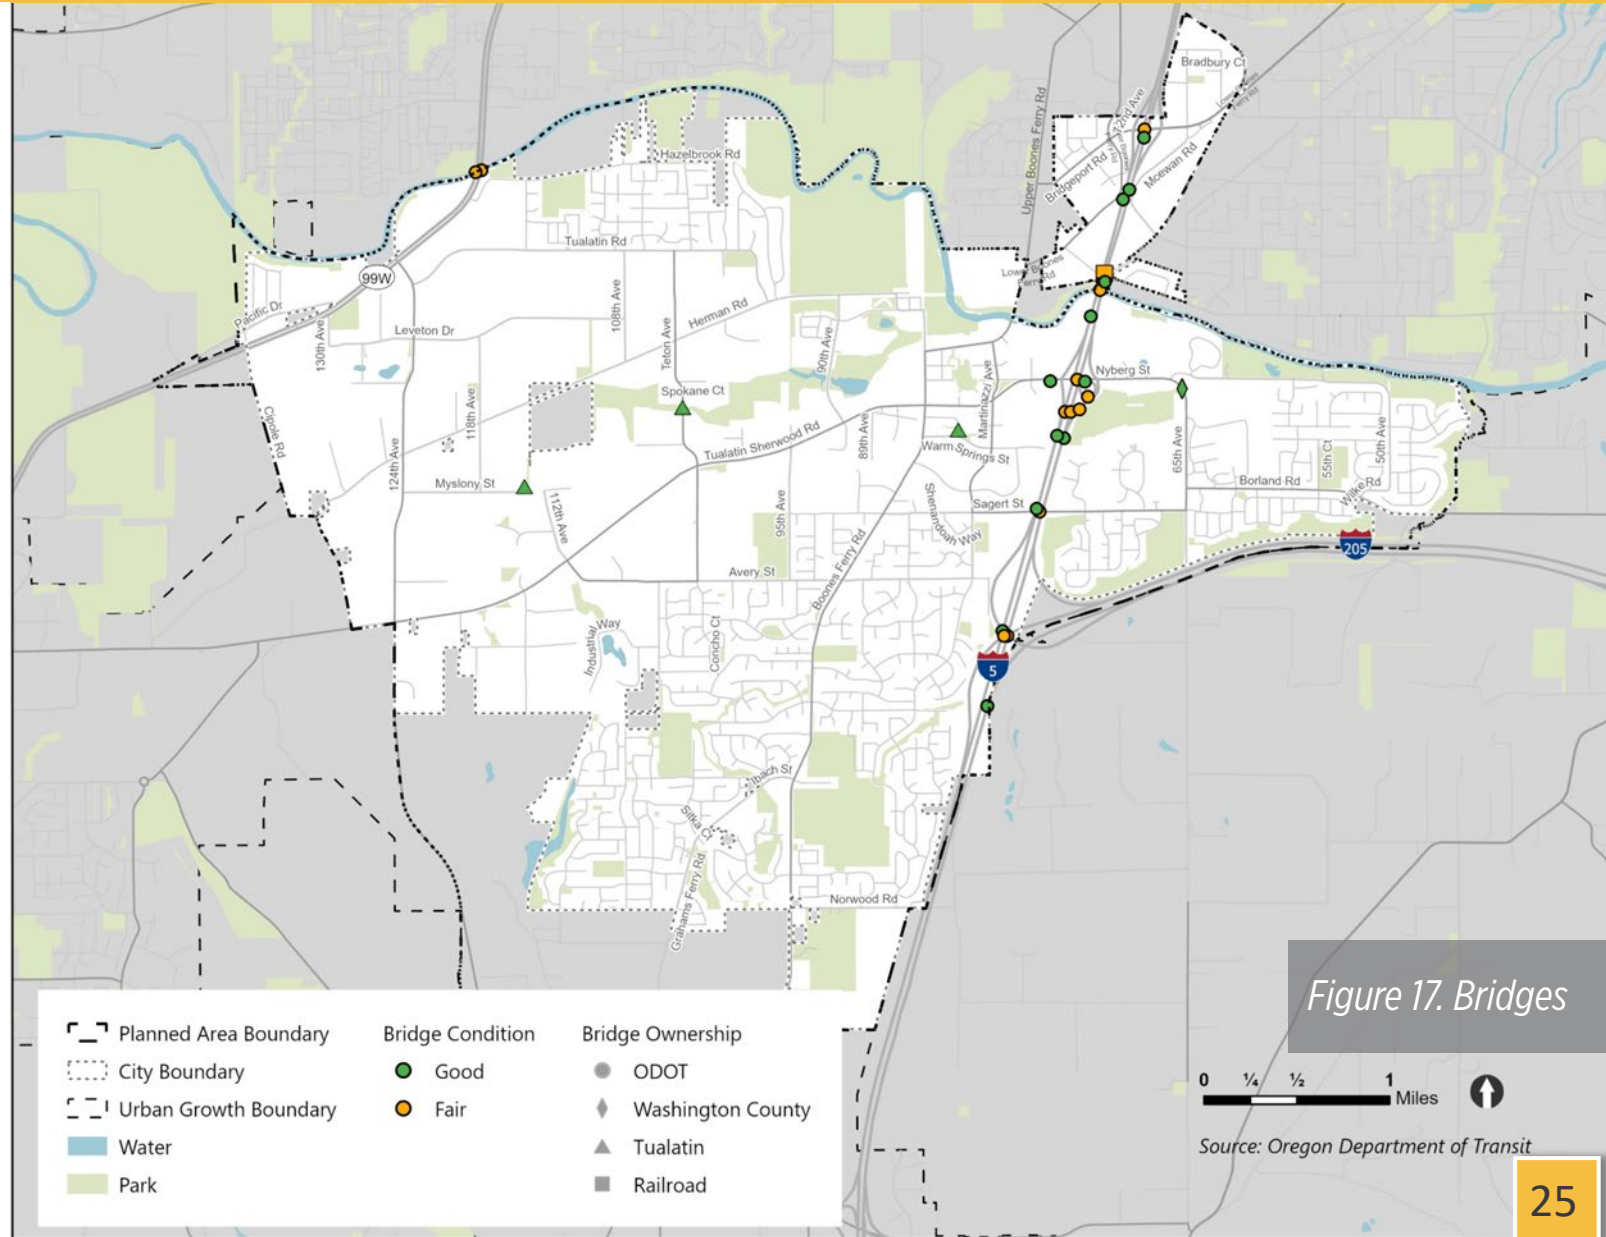 Bradbury Ct
72nd Ave
Upper Boones Ferry Rd
Bridgeport Rd
Mcewan Rd
Hazelbrook Rd
Tualatin Rd
Lower Boones
Ferry Rd
99W
Pacific Dr
130th Ave
Leveton Dr
108th Ave
Teton Ave
Herman Rd
90th Ave
Martinazzi Ave
Nyberg St
Spokane Ct
Cipole Rd
118th Ave
124th Ave
Tualatin Sherwood Rd
89th Ave
Warm Springs St
65th Ave
55th Ct
50th Ave
Borland Rd
Wilke Rd
Myslony St
112th Ave
95th Ave
Shenandoah Way
Sagert St
205
Avery St
Boones Ferry Rd
Industrial Way
Concho Ct
5
Ibach St
Sitka Ct
Grahams Ferry Rd
Norwood Rd
Figure 17. Bridges
Planned Area Boundary
City Boundary
Urban Growth Boundary
Water
Park
Bridge Condition
Good
Fair
Bridge Ownership
ODOT
Washington County
Tualatin
Railroad
0 ¼ ½ 1
Miles
Source: Oregon Department of Transit
25